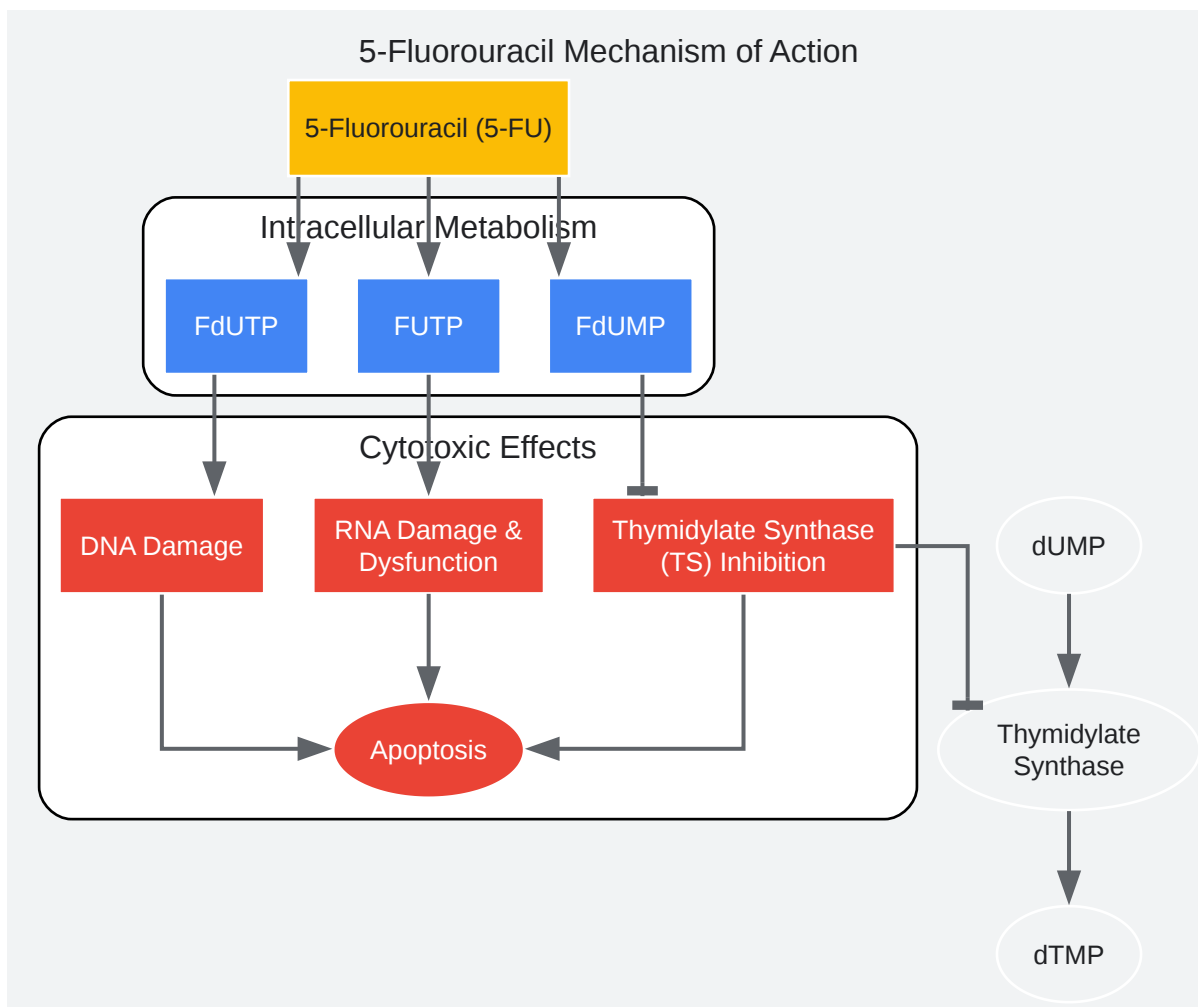 5-Fluorouracil Mechanism of Action
5-Fluorouracil (5-FU)
Intracellular Metabolism
FdUTP
FUTP
FdUMP
Cytotoxic Effects
DNA Damage
RNA Damage &
Dysfunction
Thymidylate Synthase
(TS) Inhibition
dUMP
Apoptosis
Thymidylate
Synthase
dTMP